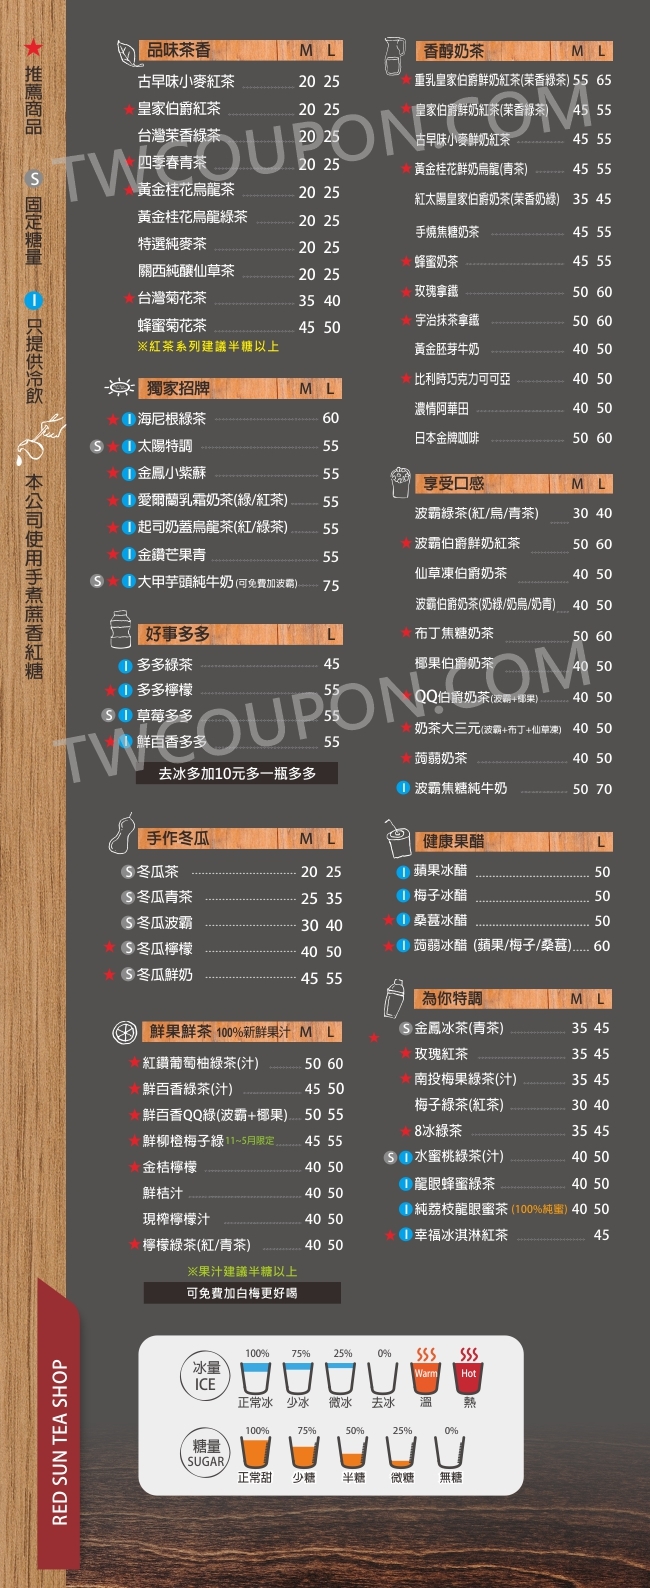 ★ 推薦商品
S 固定糖量
I 只提供冷飲
本公司使用手煮蔗香紅糖
RED SUN TEA SHOP
TWCOUPON.COM
TWCOUPON.COM
品味茶香 M L
古早味小麥紅茶 20 25
★ 皇家伯爵紅茶 20 25
台灣茉香綠茶 20 25
★ 四季春青茶 20 25
★ 黃金桂花烏龍茶 20 25
黃金桂花烏龍綠茶 20 25
特選純麥茶 20 25
關西純釀仙草茶 20 25
★ 台灣菊花茶 35 40
蜂蜜菊花茶 45 50
※紅茶系列建議半糖以上
獨家招牌 M L
★ I 海尼根綠茶 60
S ★ I 太陽特調 55
★ I 金鳳小紫蘇 55
★ I 愛爾蘭乳霜奶茶(綠/紅茶) 55
★ I 起司奶蓋烏龍茶(紅/綠茶) 55
★ I 金鑽芒果青 55
S ★ I 大甲芋頭純牛奶(可免費加波霸) 75
好事多多 L
I 多多綠茶 45
★ I 多多檸檬 55
S I 草莓多多 55
★ I 鮮百香多多 55
去冰多加10元多一瓶多多
手作冬瓜 M L
S 冬瓜茶 20 25
S 冬瓜青茶 25 35
S 冬瓜波霸 30 40
★ S 冬瓜檸檬 40 50
★ S 冬瓜鮮奶 45 55
鮮果鮮茶 100%新鮮果汁 M L
★ 紅鑽葡萄柚綠茶(汁) 50 60
★ 鮮百香綠茶(汁) 45 50
★ 鮮百香QQ綠(波霸+椰果) 50 55
★ 鮮柳橙梅子綠 11~5月限定 45 55
★ 金桔檸檬 40 50
鮮桔汁 40 50
現榨檸檬汁 40 50
★ 檸檬綠茶(紅/青茶) 40 50
※果汁建議半糖以上
可免費加白梅更好喝
香醇奶茶 M L
★ 重乳皇家伯爵鮮奶紅茶(茉香綠茶) 55 65
★ 皇家伯爵鮮奶紅茶(茉香綠茶) 45 55
古早味小麥鮮奶紅茶 45 55
★ 黃金桂花鮮奶烏龍(青茶) 45 55
紅太陽皇家伯爵奶茶(茉香奶綠) 35 45
手燒焦糖奶茶 45 55
★ 蜂蜜奶茶 45 55
★ 玫瑰拿鐵 50 60
★ 宇治抹茶拿鐵 50 60
黃金胚芽牛奶 40 50
★ 比利時巧克力可可亞 40 50
濃情阿華田 40 50
日本金牌咖啡 50 60
享受口感 M L
波霸綠茶(紅/烏/青茶) 30 40
★ 波霸伯爵鮮奶紅茶 50 60
仙草凍伯爵奶茶 40 50
波霸伯爵奶茶(奶綠/奶烏/奶青) 40 50
★ 布丁焦糖奶茶 50 60
椰果伯爵奶茶 40 50
★ QQ伯爵奶茶(波霸+椰果) 40 50
★ 奶茶大三元(波霸+布丁+仙草凍) 40 50
★ 蒟蒻奶茶 40 50
I 波霸焦糖純牛奶 50 70
健康果醋 L
I 蘋果冰醋 50
I 梅子冰醋 50
★ I 桑葚冰醋 50
★ I 蒟蒻冰醋 (蘋果/梅子/桑葚) 60
為你特調 M L
S 金鳳冰茶(青茶) 35 45
★
★ 玫瑰紅茶 35 45
★ 南投梅果綠茶(汁) 35 45
梅子綠茶(紅茶) 30 40
★ 8冰綠茶 35 45
S I 水蜜桃綠茶(汁) 40 50
I 龍眼蜂蜜綠茶 40 50
I 純荔枝龍眼蜜茶 (100%純蜜) 40 50
★ I 幸福冰淇淋紅茶 45
冰量 ICE
100% 75% 25% 0% Warm Hot
正常冰 少冰 微冰 去冰 溫 熱
糖量 SUGAR
100% 75% 50% 25% 0%
正常甜 少糖 半糖 微糖 無糖